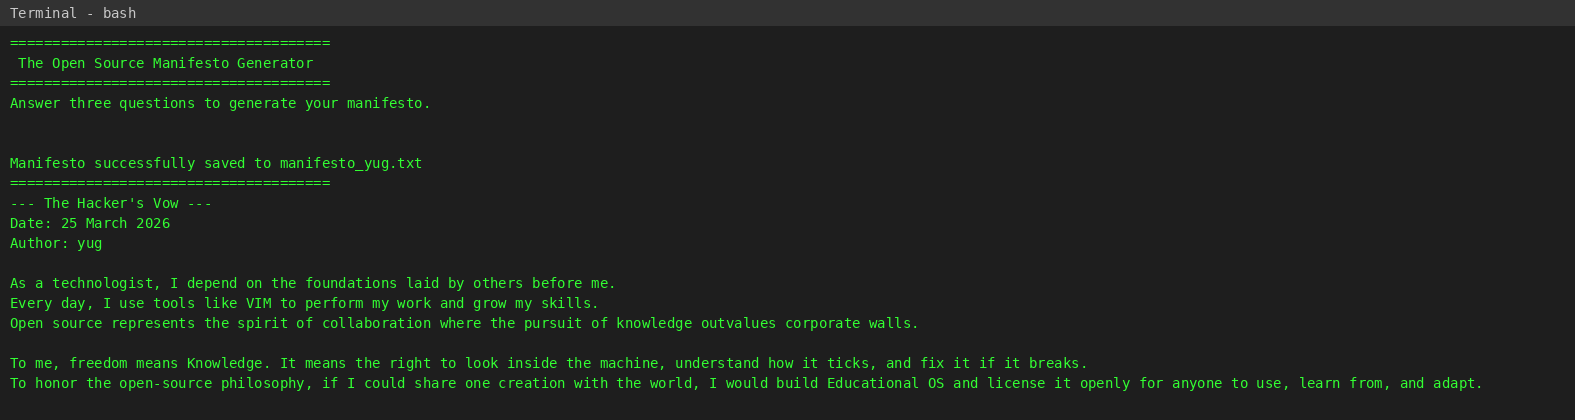 Terminal - bash
======================================
The Open Source Manifesto Generator
======================================
Answer three questions to generate your manifesto.
Manifesto successfully saved to manifesto_yug.txt
======================================
--- The Hacker's Vow ---
Date: 25 March 2026
Author: yug
As a technologist, I depend on the foundations laid by others before me.
Every day, I use tools like VIM to perform my work and grow my skills.
Open source represents the spirit of collaboration where the pursuit of knowledge outvalues corporate walls.
To me, freedom means Knowledge. It means the right to look inside the machine, understand how it ticks, and fix it if it breaks.
To honor the open-source philosophy, if I could share one creation with the world, I would build Educational OS and license it openly for anyone to use, learn from, and adapt.